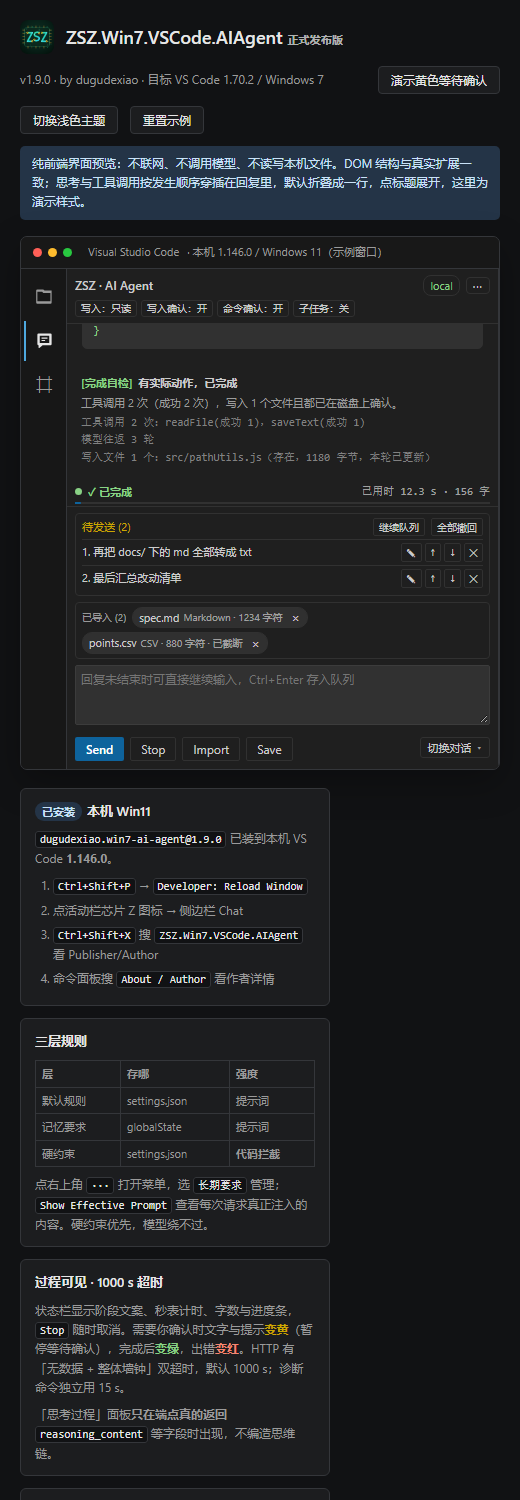 ZSZ
ZSZ.Win7.VSCode.AIAgent 正式发布版
v1.9.0 · by dugudexiao · 目标 VS Code 1.70.2 / Windows 7
演示黄色等待确认
切换浅色主题
重置示例
纯前端界面预览：不联网、不调用模型、不读写本机文件。DOM 结构与真实扩展一
致；思考与工具调用按发生顺序穿插在回复里，默认折叠成一行，点标题展开，这里为
演示样式。
Visual Studio Code · 本机 1.146.0 / Windows 11（示例窗口）
ZSZ · AI Agent
local
···
写入：只读
写入确认：开
命令确认：开
子任务：关
}
[完成自检] 有实际动作，已完成
工具调用 2 次（成功 2 次），写入 1 个文件且都已在磁盘上确认。
工具调用 2 次：readFile(成功 1)，saveText(成功 1)
模型往返 3 轮
写入文件 1 个：src/pathUtils.js（存在，1180 字节，本轮已更新）
✓ 已完成
已用时 12.3 s · 156 字
待发送 (2)
继续队列
全部撤回
1. 再把 docs/ 下的 md 全部转成 txt
2. 最后汇总改动清单
已导入 (2)
spec.md Markdown · 1234 字符 ×
points.csv CSV · 880 字符 · 已截断 ×
回复未结束时可直接继续输入，Ctrl+Enter 存入队列
Send
Stop
Import
Save
切换对话
已安装 本机 Win11
dugudexiao.win7-ai-agent@1.9.0 已装到本机 VS
Code 1.146.0。
1. Ctrl+Shift+P → Developer: Reload Window
2. 点活动栏芯片 Z 图标 → 侧边栏 Chat
3. Ctrl+Shift+X 搜 ZSZ.Win7.VSCode.AIAgent
看 Publisher/Author
4. 命令面板搜 About / Author 看作者详情
三层规则
层 存哪 强度
默认规则 settings.json 提示词
记忆要求 globalState 提示词
硬约束 settings.json 代码拦截
点右上角 ··· 打开菜单，选 长期要求 管理；
Show Effective Prompt 查看每次请求真正注入的
内容。硬约束优先，模型绕不过。
过程可见 · 1000 s 超时
状态栏显示阶段文案、秒表计时、字数与进度条，
Stop 随时取消。需要你确认时文字与提示变黄（暂
停等待确认），完成后变绿，出错变红。HTTP 有
「无数据 + 整体墙钟」双超时，默认 1000 s；诊断
命令独立用 15 s。
「思考过程」面板只在端点真的返回
reasoning_content 等字段时出现，不编造思维
链。